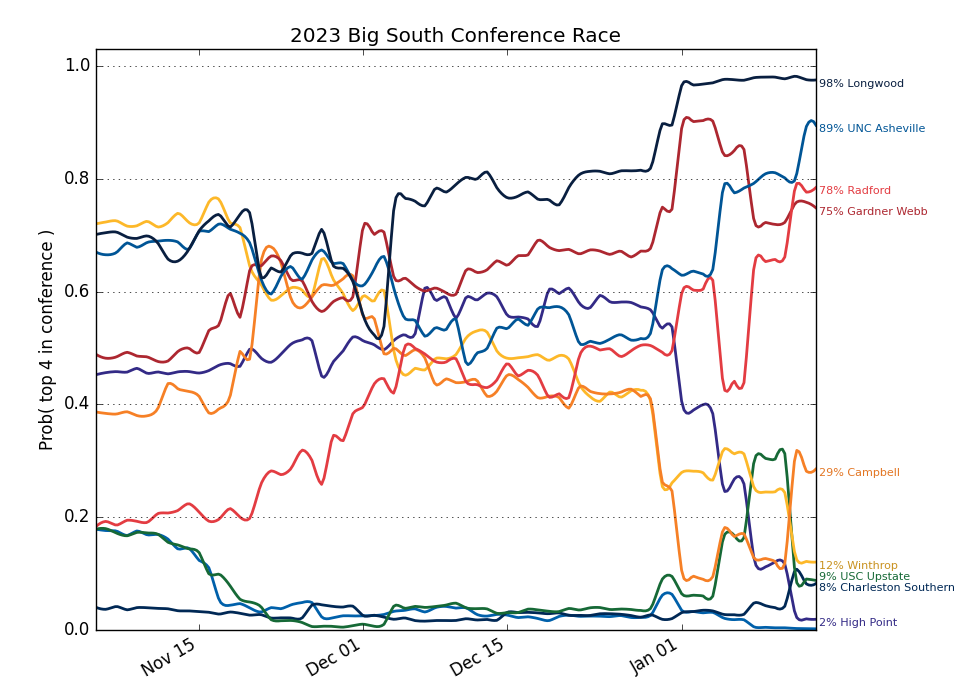 2023 Big South Conference Race
Prob( top 4 in conference )
1.0
0.8
0.6
0.4
0.2
0.0
Nov 15
Dec 01
Dec 15
Jan 01
98% Longwood
89% UNC Asheville
78% Radford
75% Gardner Webb
29% Campbell
12% Winthrop
9% USC Upstate
8% Charleston Southern
2% High Point